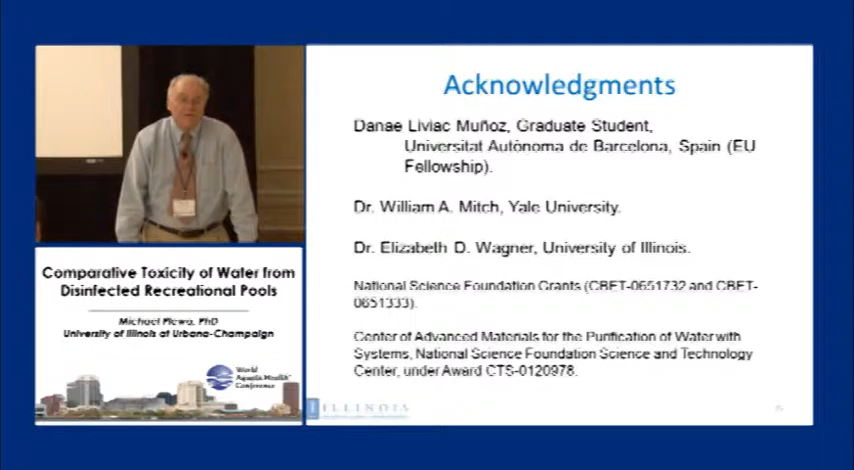 Acknowledgments
Danae Liviac Muñoz, Graduate Student,
Universitat Autònoma de Barcelona, Spain (EU
Fellowship).
Dr. William A. Mitch, Yale University.
Dr. Elizabeth D. Wagner, University of Illinois.
National Science Foundation Grants (CBET-0651732 and CBET-
0651333).
Center of Advanced Materials for the Purification of Water with
Systems, National Science Foundation Science and Technology
Center, under Award CTS-0120978.
ILLINOIS
Comparative Toxicity of Water from
Disinfected Recreational Pools
Michael Plewa, PhD
University of Illinois at Urbana-Champaign
World
Aquatic Health
Conference